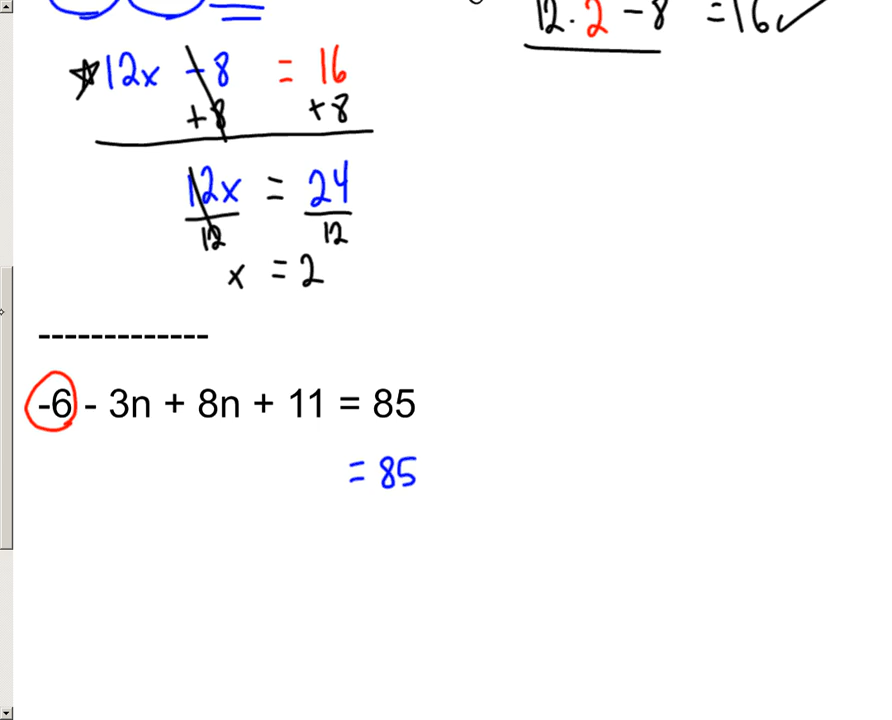 12·2 -8 =16✓
☆12x -8 = 16
+8 +8
12x = 24
12 12
x = 2
-------------
-6 - 3n + 8n + 11 = 85
= 85